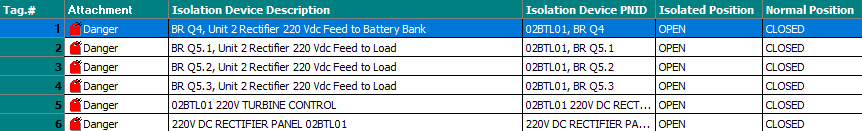 Tag.# Attachment Isolation Device Description Isolation Device PNID Isolated Position Normal Position
1 Danger BR Q4, Unit 2 Rectifier 220 Vdc Feed to Battery Bank 02BTL01, BR Q4 OPEN CLOSED
2 Danger BR Q5.1, Unit 2 Rectifier 220 Vdc Feed to Load 02BTL01, BR Q5.1 OPEN CLOSED
3 Danger BR Q5.2, Unit 2 Rectifier 220 Vdc Feed to Load 02BTL01, BR Q5.2 OPEN CLOSED
4 Danger BR Q5.3, Unit 2 Rectifier 220 Vdc Feed to Load 02BTL01, BR Q5.3 OPEN CLOSED
5 Danger 02BTL01 220V TURBINE CONTROL 02BTL01 220V DC RECT... OPEN CLOSED
6 Danger 220V DC RECTIFIER PANEL 02BTL01 220V DC RECTIFIER PA... OPEN CLOSED